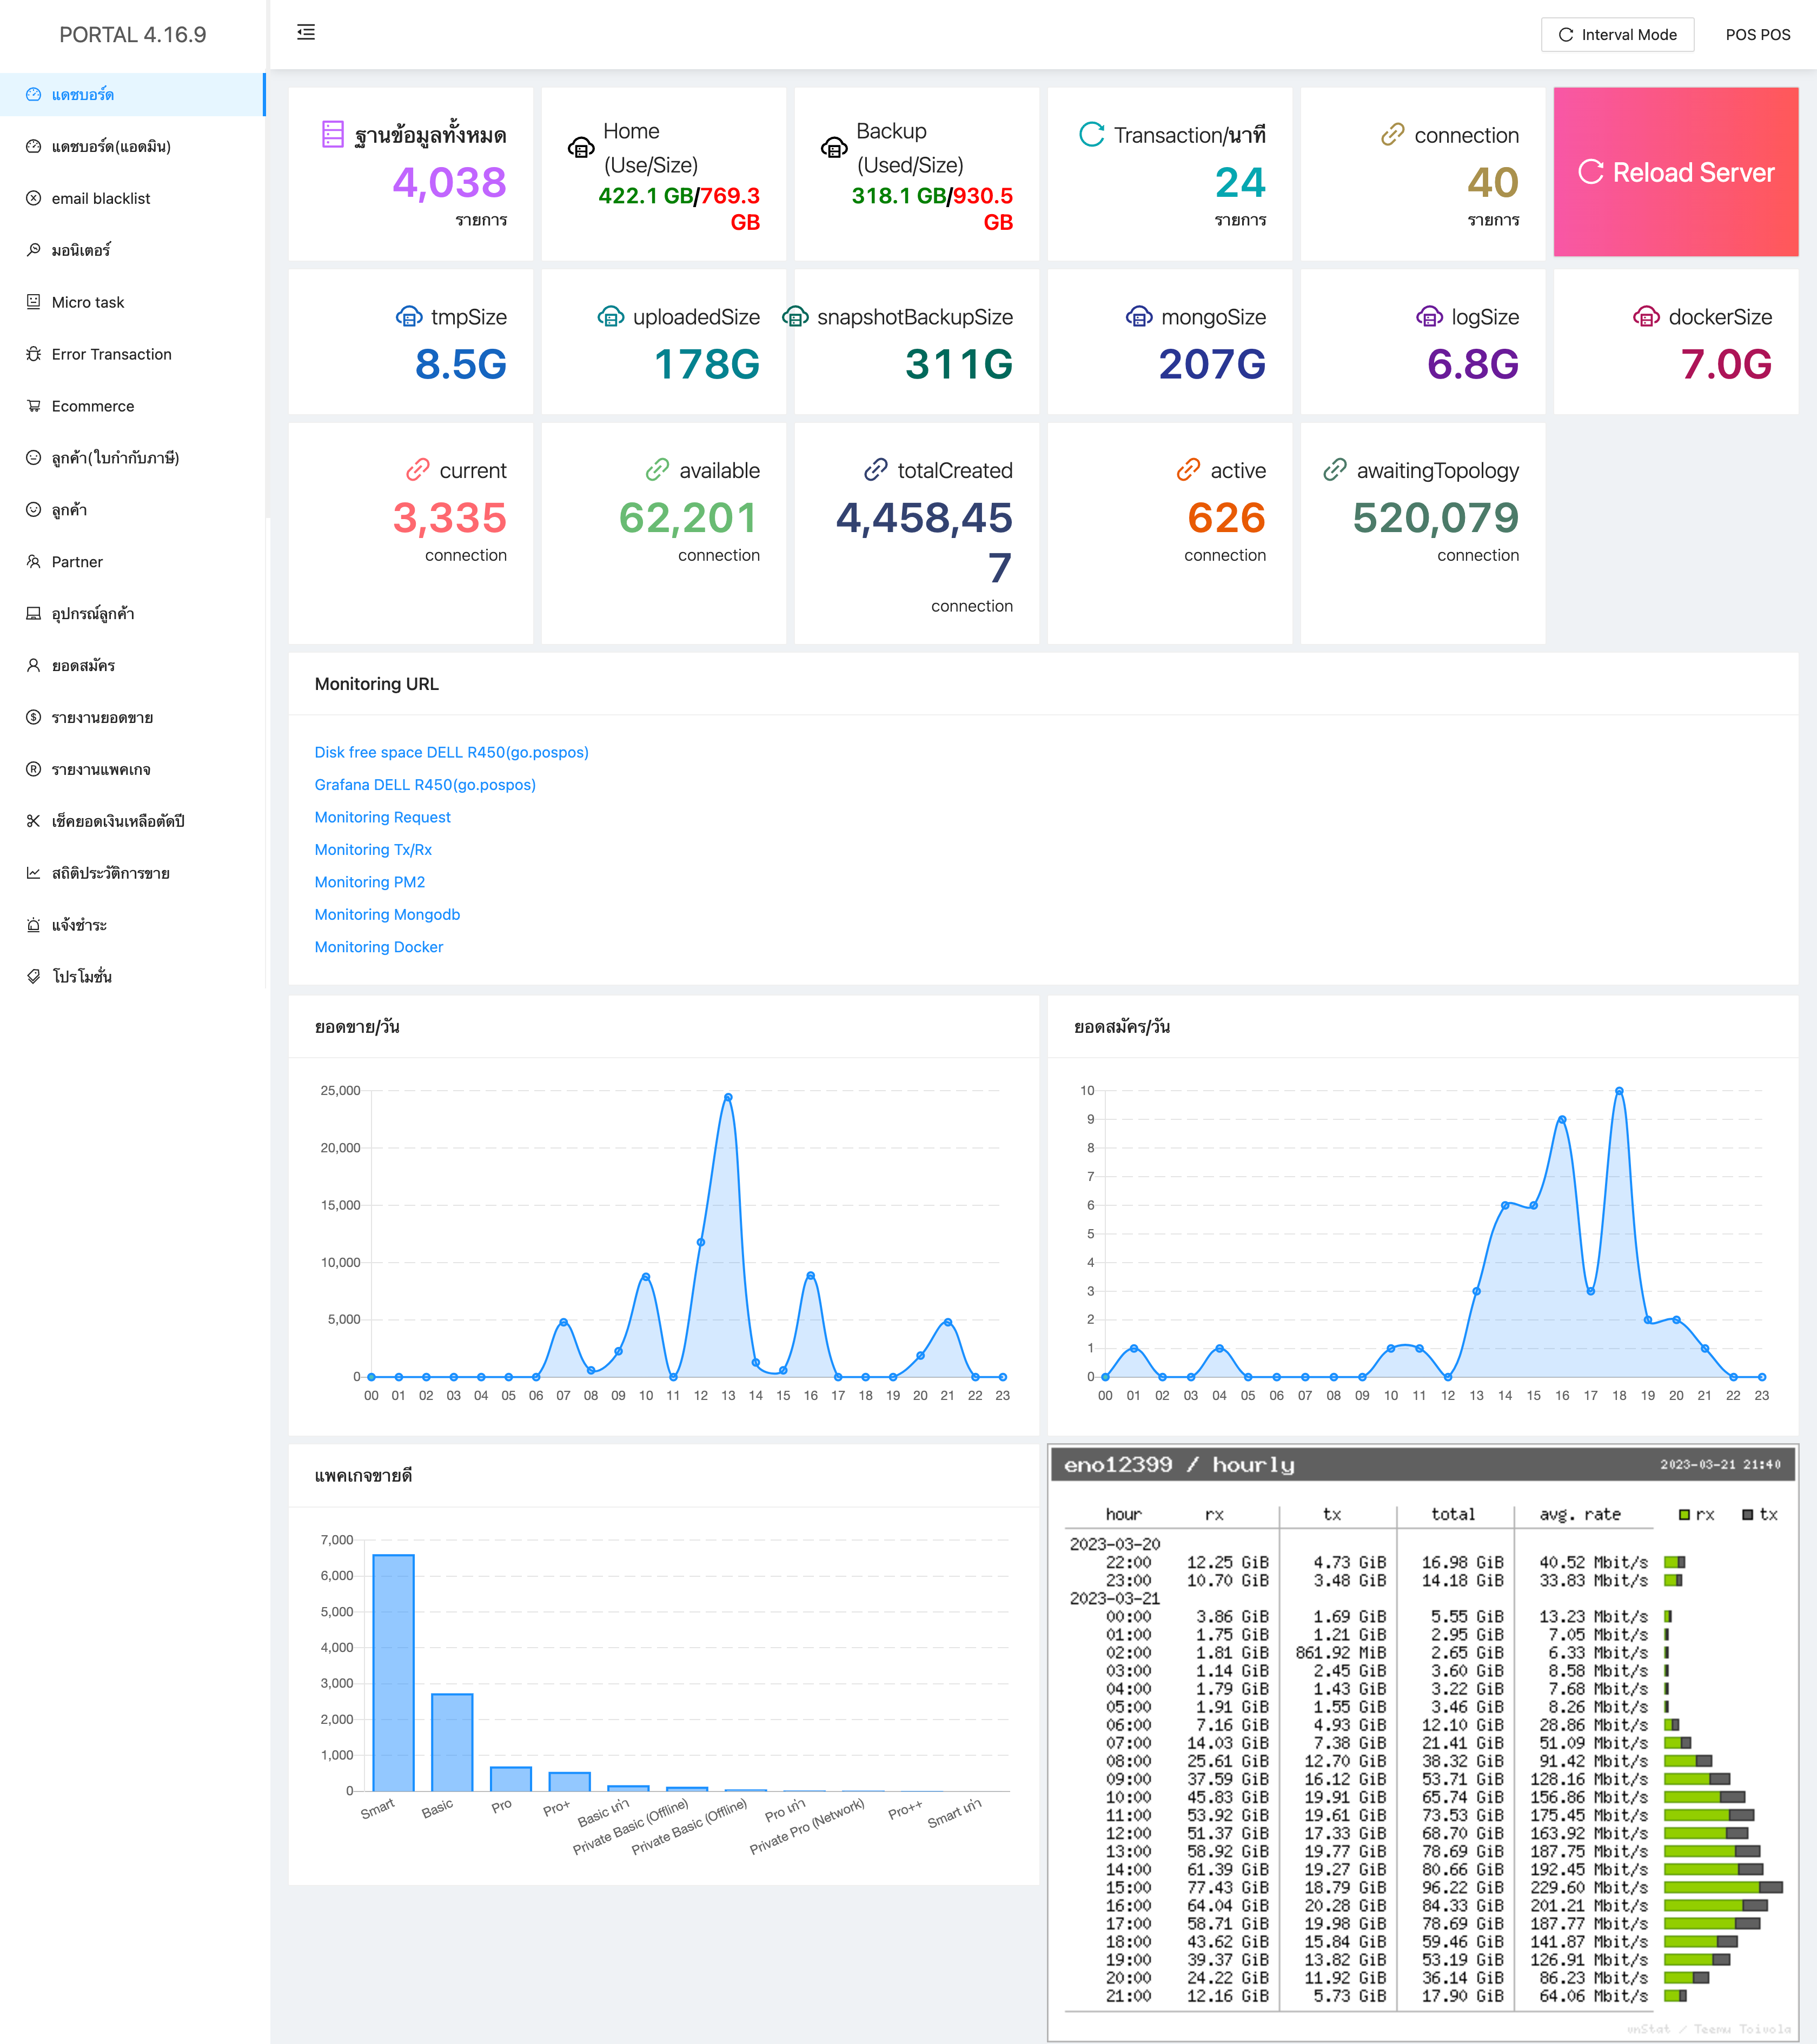 PORTAL 4.16.9
Interval Mode
POS POS
แดชบอร์ด
แดชบอร์ด(แอดมิน)
email blacklist
มอนิเตอร์
Micro task
Error Transaction
Ecommerce
ลูกค้า(ใบกำกับภาษี)
ลูกค้า
Partner
อุปกรณ์ลูกค้า
ยอดสมัคร
รายงานยอดขาย
รายงานแพคเกจ
เช็คยอดเงินเหลือตัดปี
สถิติประวัติการขาย
แจ้งชำระ
โปรโมชั่น
ฐานข้อมูลทั้งหมด
4,038
รายการ
Home
(Use/Size)
422.1 GB/769.3
GB
Backup
(Used/Size)
318.1 GB/930.5
GB
Transaction/นาที
24
รายการ
connection
40
รายการ
Reload Server
tmpSize
8.5G
uploadedSize
178G
snapshotBackupSize
311G
mongoSize
207G
logSize
6.8G
dockerSize
7.0G
current
3,335
connection
available
62,201
connection
totalCreated
4,458,45
7
connection
active
626
connection
awaitingTopology
520,079
connection
Monitoring URL
Disk free space DELL R450(go.pospos)
Grafana DELL R450(go.pospos)
Monitoring Request
Monitoring Tx/Rx
Monitoring PM2
Monitoring Mongodb
Monitoring Docker
ยอดขาย/วัน
25,000
20,000
15,000
10,000
5,000
0
00 01 02 03 04 05 06 07 08 09 10 11 12 13 14 15 16 17 18 19 20 21 22 23
ยอดสมัคร/วัน
10
9
8
7
6
5
4
3
2
1
0
00 01 02 03 04 05 06 07 08 09 10 11 12 13 14 15 16 17 18 19 20 21 22 23
แพคเกจขายดี
7,000
6,000
5,000
4,000
3,000
2,000
1,000
0
Smart
Basic
Pro
Pro+
Basic เก่า
Private Basic (Offline)
Private Basic (Offline)
Pro เก่า
Private Pro (Network)
Pro++
Smart เก่า
eno12399 / hourly 2023-03-21 21:40
hour rx tx total avg. rate rx tx
2023-03-20
22:00 12.25 GiB 4.73 GiB 16.98 GiB 40.52 Mbit/s
23:00 10.70 GiB 3.48 GiB 14.18 GiB 33.83 Mbit/s
2023-03-21
00:00 3.86 GiB 1.69 GiB 5.55 GiB 13.23 Mbit/s
01:00 1.75 GiB 1.21 GiB 2.95 GiB 7.05 Mbit/s
02:00 1.81 GiB 861.92 MiB 2.65 GiB 6.33 Mbit/s
03:00 1.14 GiB 2.45 GiB 3.60 GiB 8.58 Mbit/s
04:00 1.79 GiB 1.43 GiB 3.22 GiB 7.68 Mbit/s
05:00 1.91 GiB 1.55 GiB 3.46 GiB 8.26 Mbit/s
06:00 7.16 GiB 4.93 GiB 12.10 GiB 28.86 Mbit/s
07:00 14.03 GiB 7.38 GiB 21.41 GiB 51.09 Mbit/s
08:00 25.61 GiB 12.70 GiB 38.32 GiB 91.42 Mbit/s
09:00 37.59 GiB 16.12 GiB 53.71 GiB 128.16 Mbit/s
10:00 45.83 GiB 19.91 GiB 65.74 GiB 156.86 Mbit/s
11:00 53.92 GiB 19.61 GiB 73.53 GiB 175.45 Mbit/s
12:00 51.37 GiB 17.33 GiB 68.70 GiB 163.92 Mbit/s
13:00 58.92 GiB 19.77 GiB 78.69 GiB 187.75 Mbit/s
14:00 61.39 GiB 19.27 GiB 80.66 GiB 192.45 Mbit/s
15:00 77.43 GiB 18.79 GiB 96.22 GiB 229.60 Mbit/s
16:00 64.04 GiB 20.28 GiB 84.33 GiB 201.21 Mbit/s
17:00 58.71 GiB 19.98 GiB 78.69 GiB 187.77 Mbit/s
18:00 43.62 GiB 15.84 GiB 59.46 GiB 141.87 Mbit/s
19:00 39.37 GiB 13.82 GiB 53.19 GiB 126.91 Mbit/s
20:00 24.22 GiB 11.92 GiB 36.14 GiB 86.23 Mbit/s
21:00 12.16 GiB 5.73 GiB 17.90 GiB 64.06 Mbit/s
vnStat / Teemu Toivola